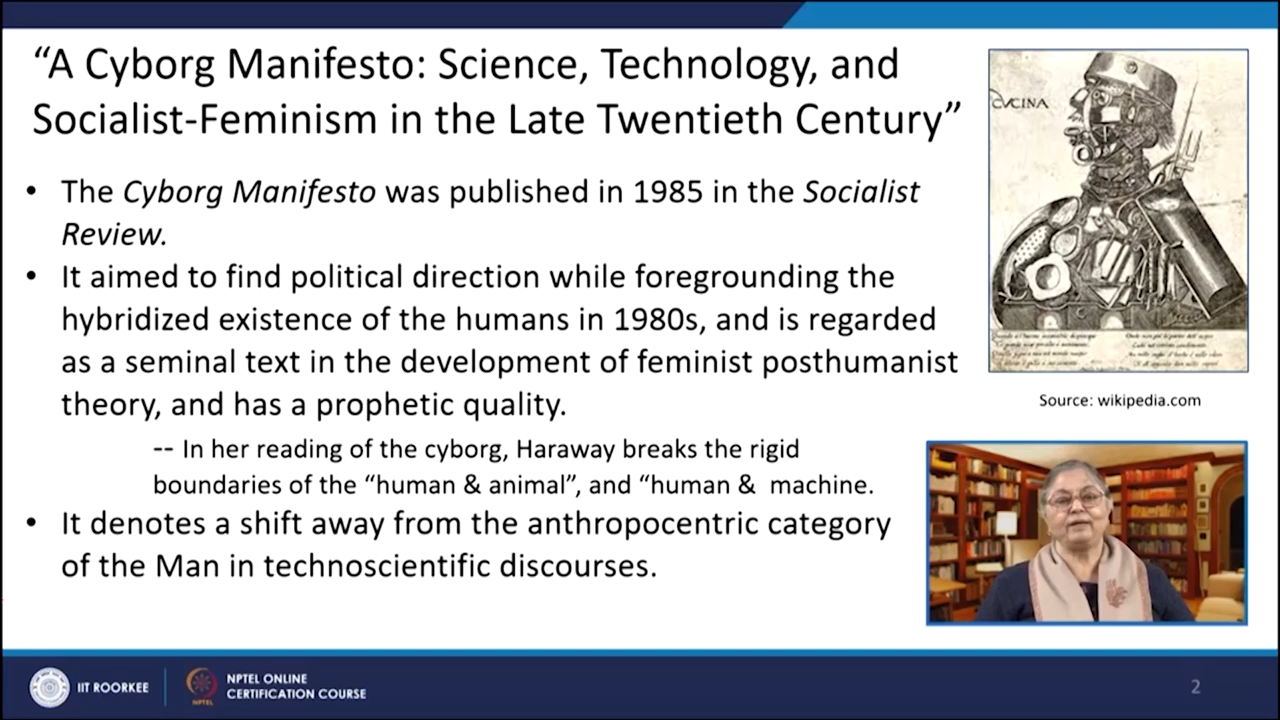 “A Cyborg Manifesto: Science, Technology, and
Socialist-Feminism in the Late Twentieth Century”
• The Cyborg Manifesto was published in 1985 in the Socialist
Review.
• It aimed to find political direction while foregrounding the
hybridized existence of the humans in 1980s, and is regarded
as a seminal text in the development of feminist posthumanist
theory, and has a prophetic quality.
-- In her reading of the cyborg, Haraway breaks the rigid
boundaries of the “human & animal”, and “human & machine.
• It denotes a shift away from the anthropocentric category
of the Man in technoscientific discourses.
CVCINA
Source: wikipedia.com
IIT ROORKEE
NPTEL
NPTEL ONLINE
CERTIFICATION COURSE
2